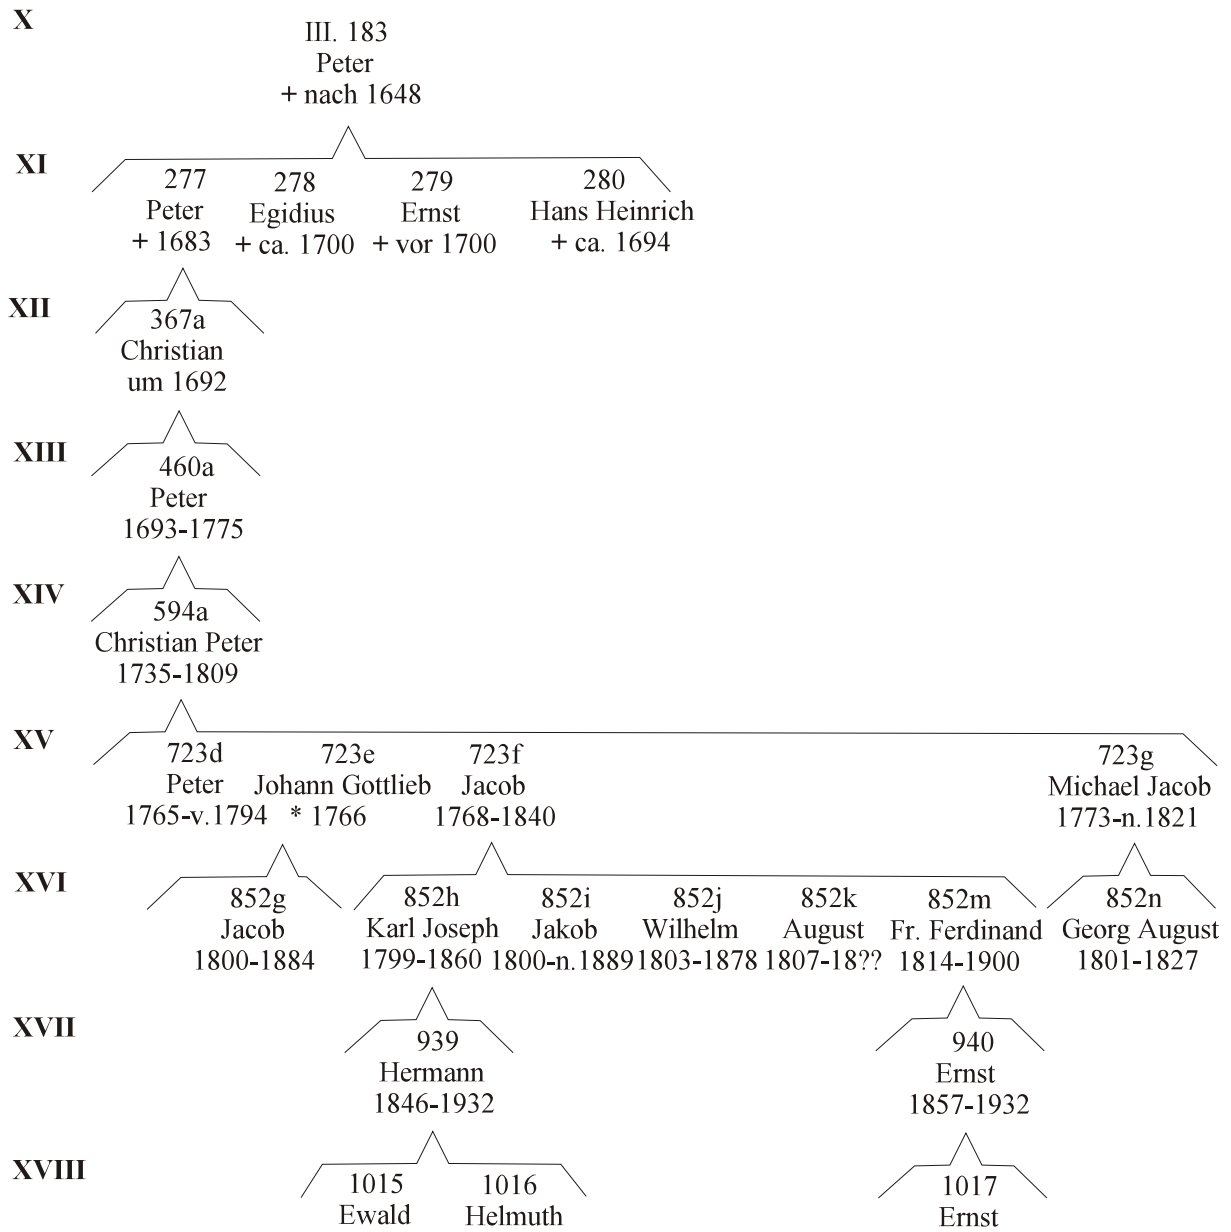 X
III. 183
Peter
+ nach 1648
XI
277
Peter
+ 1683
278
Egidius
+ ca. 1700
279
Ernst
+ vor 1700
280
Hans Heinrich
+ ca. 1694
XII
367a
Christian
um 1692
XIII
460a
Peter
1693-1775
XIV
594a
Christian Peter
1735-1809
XV
723d
Peter
1765-v.1794
723e
Johann Gottlieb
* 1766
723f
Jacob
1768-1840
723g
Michael Jacob
1773-n.1821
XVI
852g
Jacob
1800-1884
852h
Karl Joseph
1799-1860
852i
Jakob
1800-n.1889
852j
Wilhelm
1803-1878
852k
August
1807-18??
852m
Fr. Ferdinand
1814-1900
852n
Georg August
1801-1827
XVII
939
Hermann
1846-1932
940
Ernst
1857-1932
XVIII
1015
Ewald
1016
Helmuth
1017
Ernst